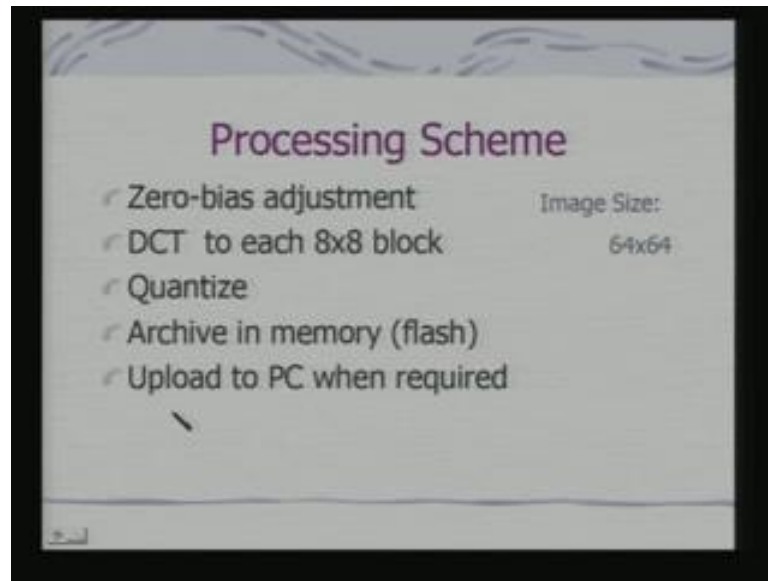 Processing Scheme
Zero-bias adjustment
Image Size:
DCT to each 8x8 block
64x64
Quantize
Archive in memory (flash)
Upload to PC when required